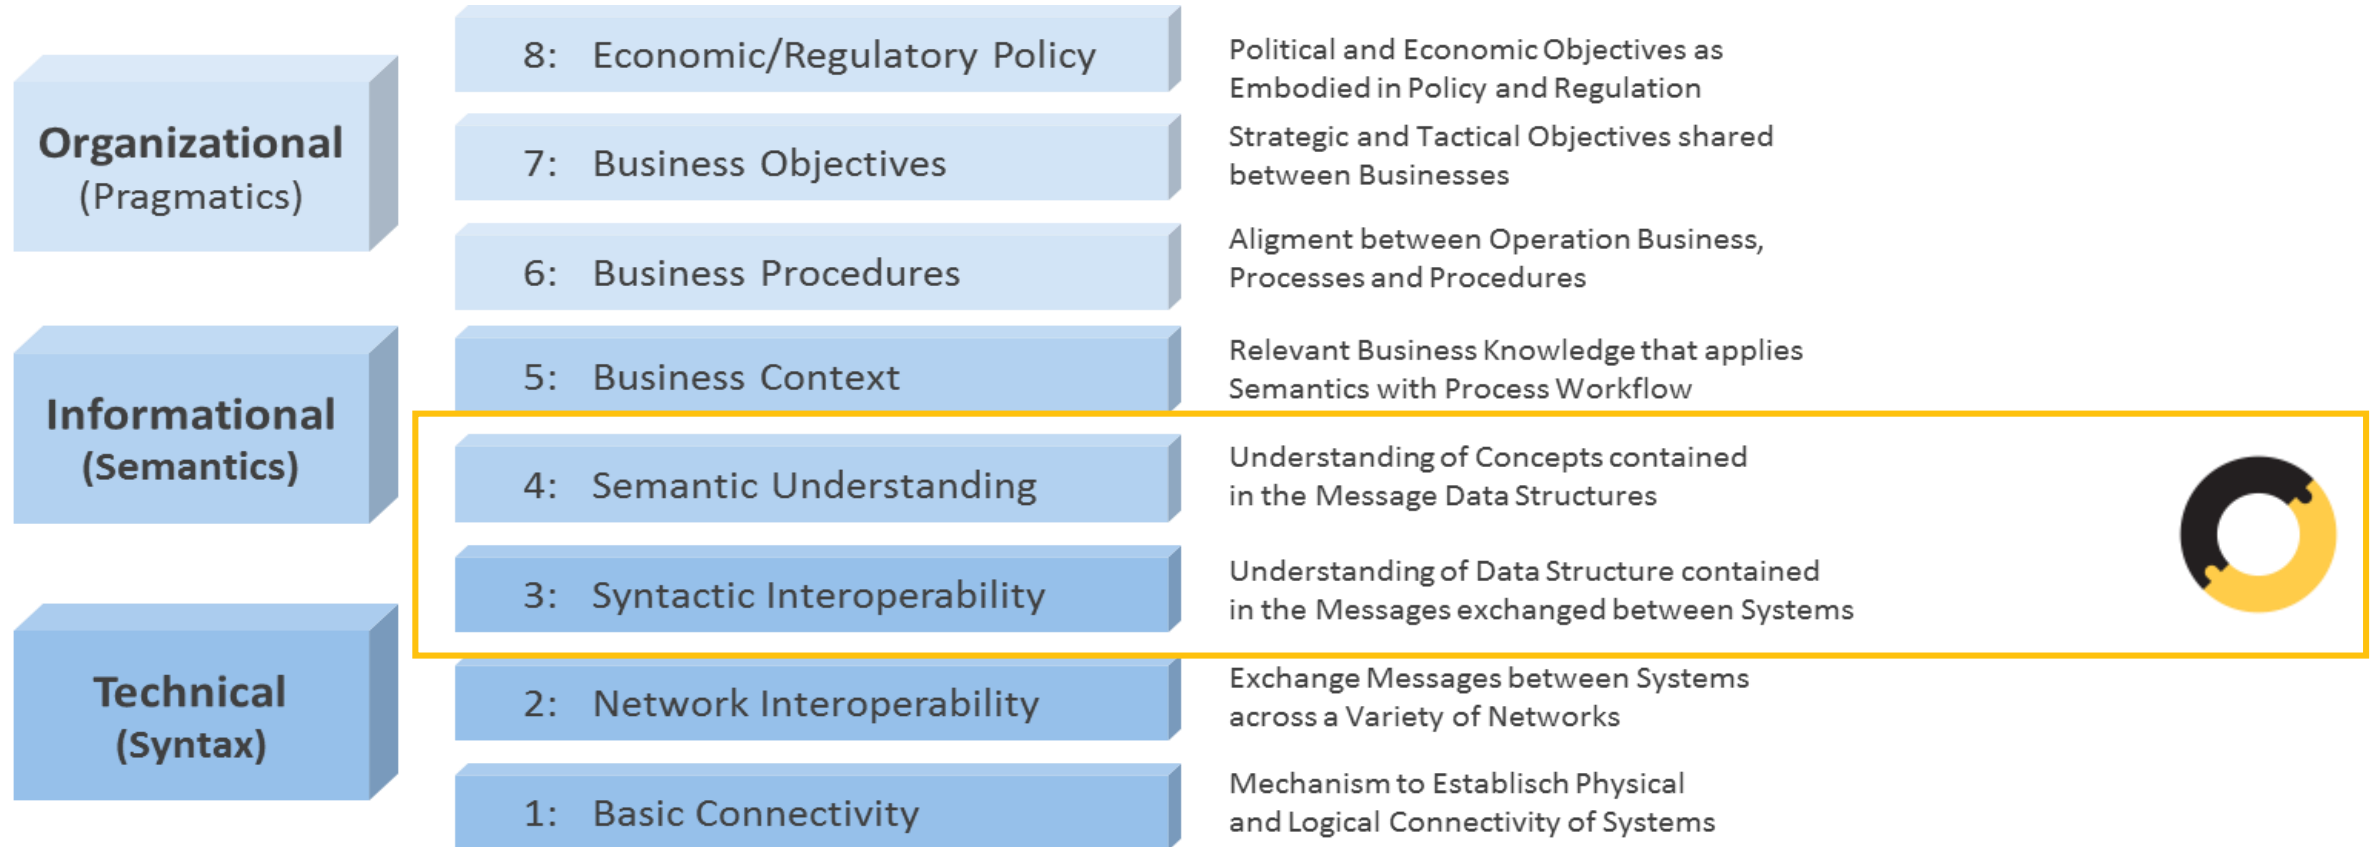 8: Economic/Regulatory Policy
Political and Economic Objectives as
Embodied in Policy and Regulation
Organizational
(Pragmatics)
7: Business Objectives
Strategic and Tactical Objectives shared
between Businesses
6: Business Procedures
Aligment between Operation Business,
Processes and Procedures
Informational
(Semantics)
5: Business Context
Relevant Business Knowledge that applies
Semantics with Process Workflow
4: Semantic Understanding
Understanding of Concepts contained
in the Message Data Structures
Technical
(Syntax)
3: Syntactic Interoperability
Understanding of Data Structure contained
in the Messages exchanged between Systems
2: Network Interoperability
Exchange Messages between Systems
across a Variety of Networks
1: Basic Connectivity
Mechanism to Establisch Physical
and Logical Connectivity of Systems